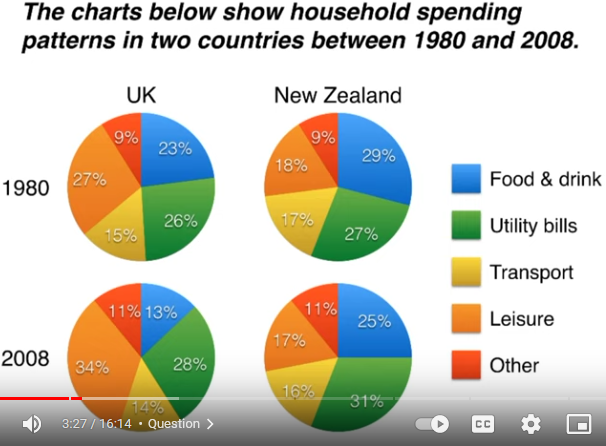 The charts below show household spending
patterns in two countries between 1980 and 2008.
UK
New Zealand
1980
9%
23%
27%
26%
15%
9%
29%
18%
17%
27%
Food & drink
Utility bills
Transport
Leisure
Other
2008
11%
13%
34%
28%
14%
11%
25%
17%
16%
31%
3:27 / 16:14 • Question >
CC